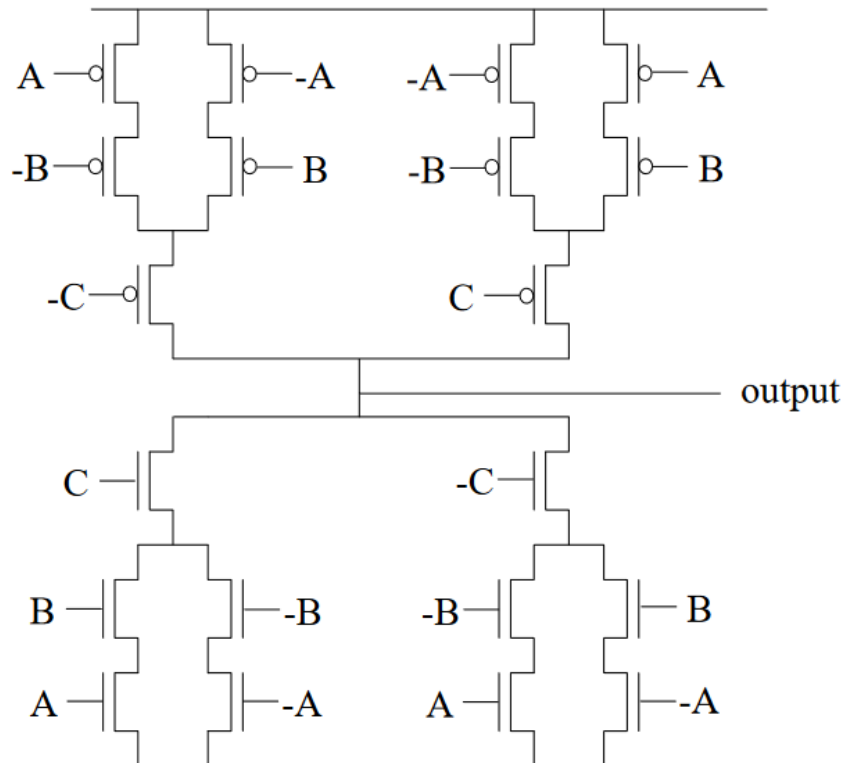 A -A -A A
-B B -B B
-C C
output
C -C
B -B -B B
A -A A -A